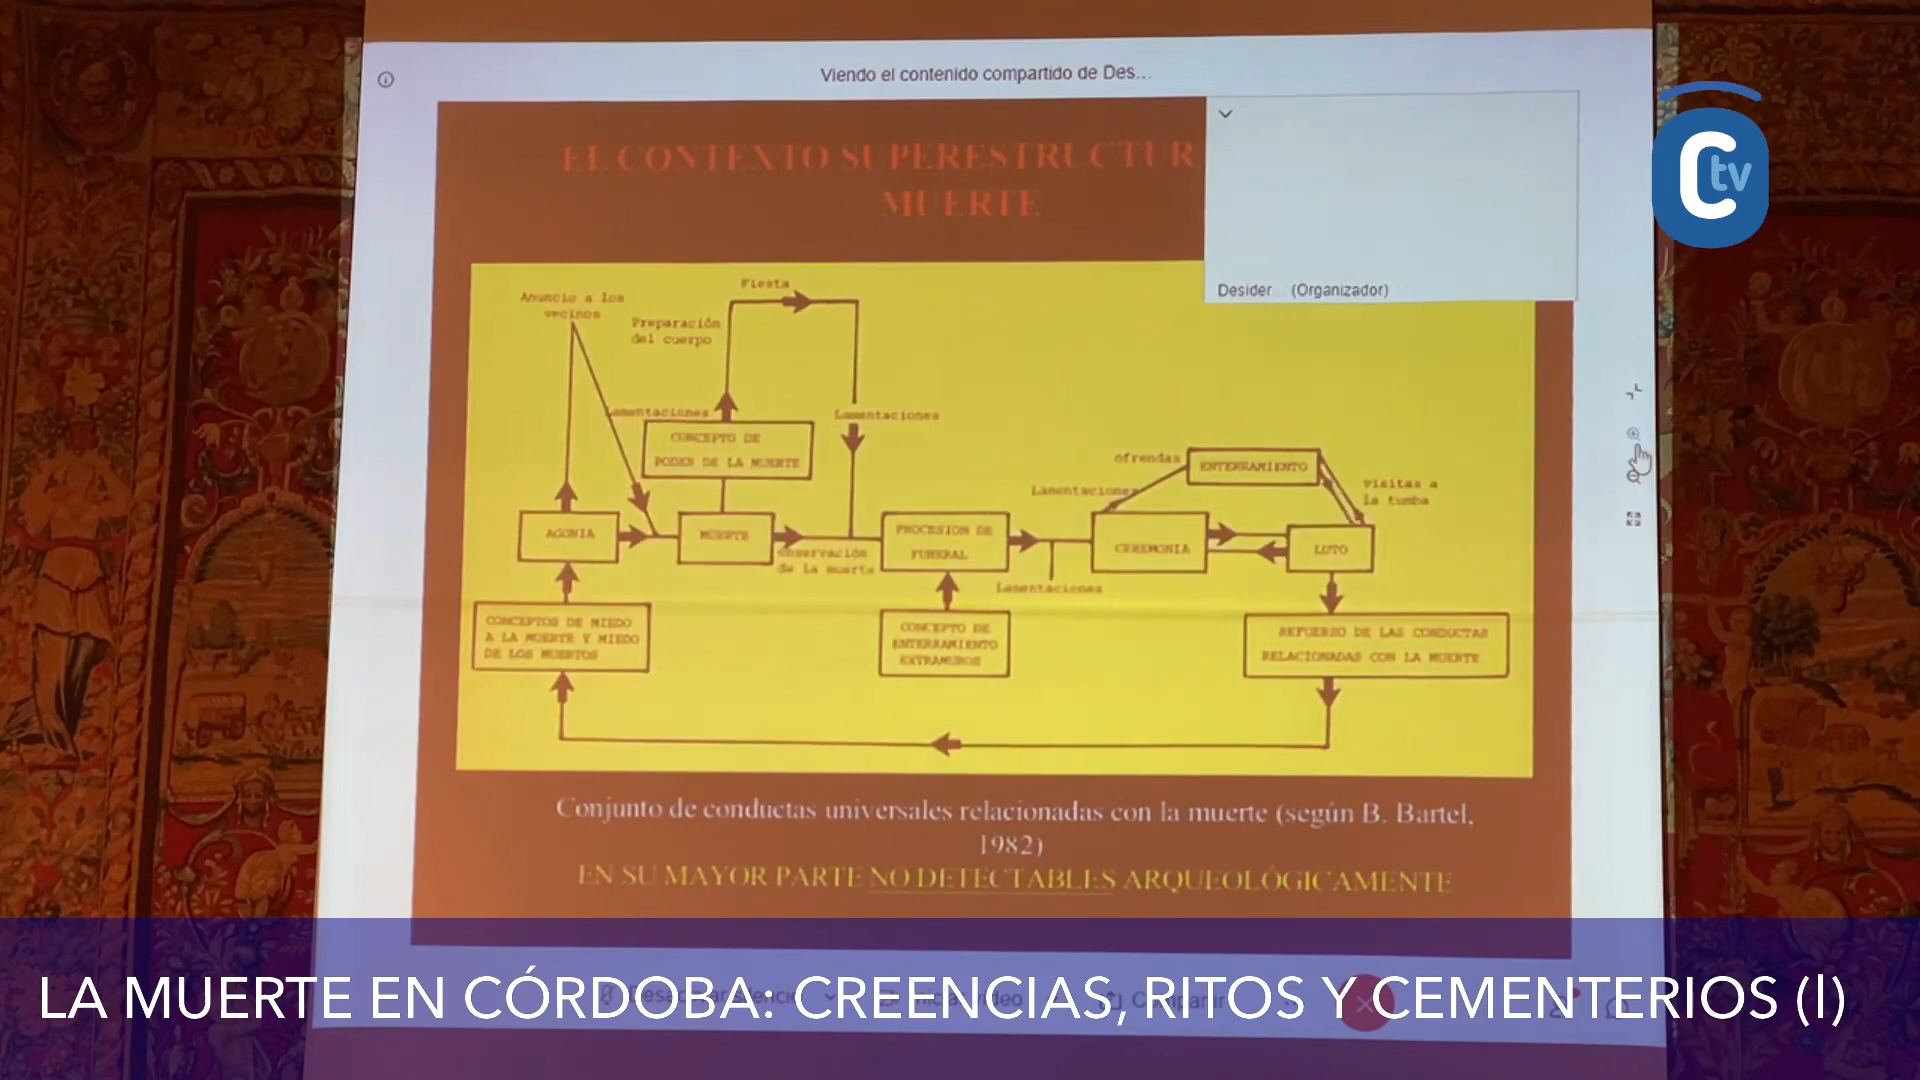 Viendo el contenido compartido de Des...
Ctv
EL CONTEXTO SUPERESTRUCTUR
MUERTE
Desider... (Organizador)
Fiesta
Anuncio a los
vecinos
Preparación
del cuerpo
Lamentaciones
Lamentaciones
CONCEPTO DE
PODER DE LA MUERTE
ofrendas
ENTERRAMIENTO
Lamentaciones
visitas a
la tumba
AGONIA
MUERTE
observación
de la muerte
PROCESION DE
FUNERAL
CEREMONIA
LUTO
Lamentaciones
CONCEPTOS DE MIEDO
A LA MUERTE Y MIEDO
DE LOS MUERTOS
CONCEPTO DE
ENTERRAMIENTO
EXTRAMUROS
REFUERSO DE LAS CONDUCTAS
RELACIONADAS CON LA MUERTE
Conjunto de conductas universales relacionadas con la muerte (según B. Bartel,
1982)
EN SU MAYOR PARTE NO DETECTABLES ARQUEOLÓGICAMENTE
LA MUERTE EN CÓRDOBA: CREENCIAS, RITOS Y CEMENTERIOS (I)